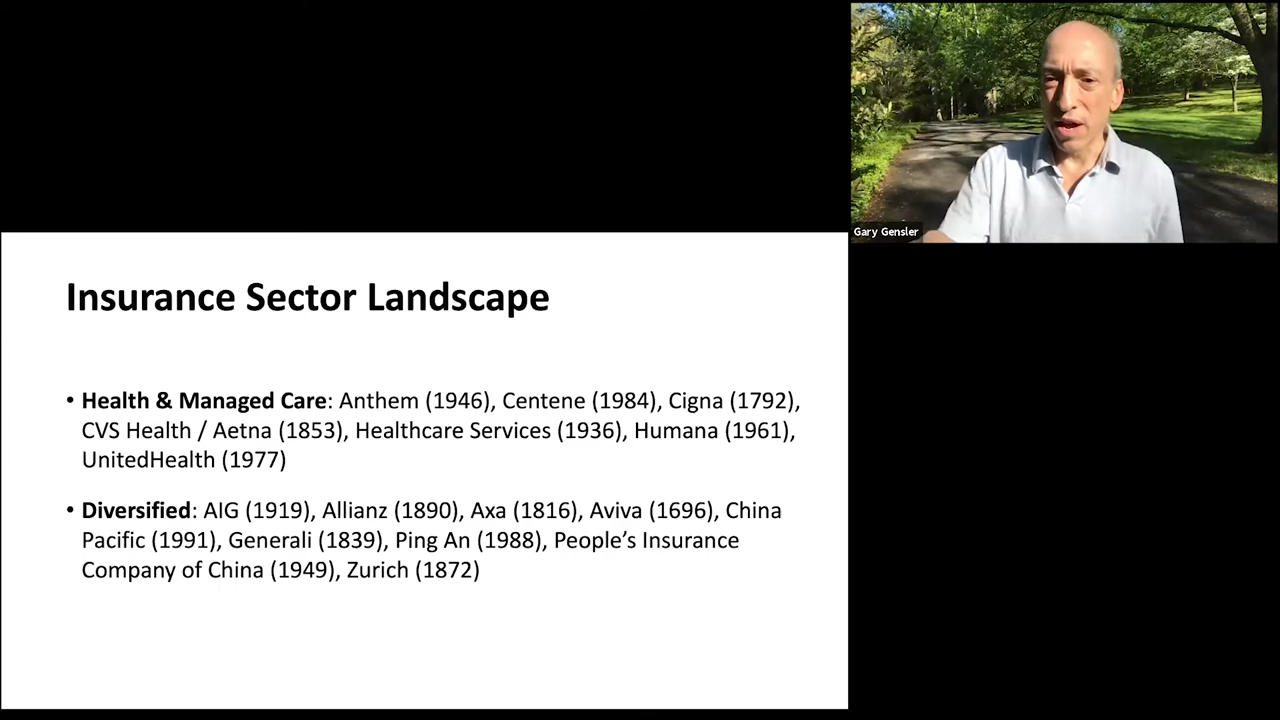 Gary Gensler
Insurance Sector Landscape
• Health & Managed Care: Anthem (1946), Centene (1984), Cigna (1792),
CVS Health / Aetna (1853), Healthcare Services (1936), Humana (1961),
UnitedHealth (1977)
• Diversified: AIG (1919), Allianz (1890), Axa (1816), Aviva (1696), China
Pacific (1991), Generali (1839), Ping An (1988), People’s Insurance
Company of China (1949), Zurich (1872)